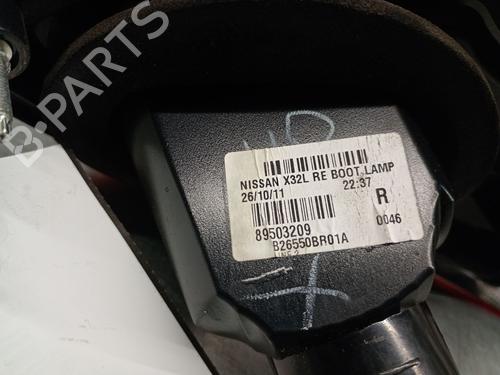 B-PARTS
NISSAN X32L RE BOOT LAMP
26/10/11 22:37
R
89503209 0046
B26550BR01A